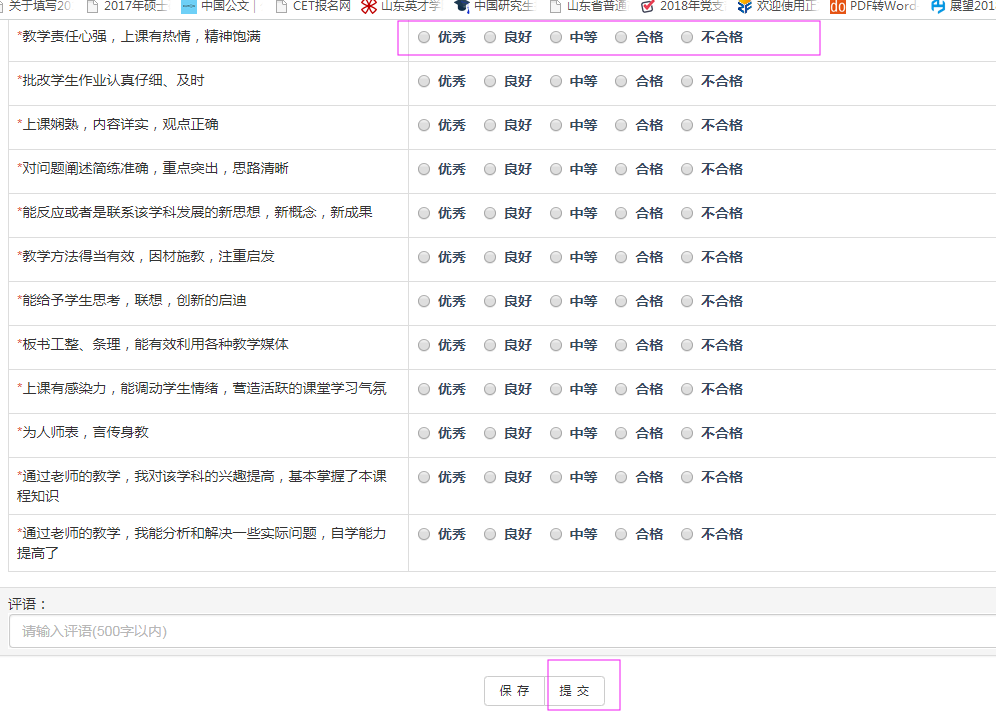 关于填写20 2017年硕士 中国公文 CET报名网 山东英才学 中国研究生 山东省普通 2018年党支 欢迎使用正 PDF转Word 展望201
*教学责任心强，上课有热情，精神饱满 优秀 良好 中等 合格 不合格
*批改学生作业认真仔细、及时 优秀 良好 中等 合格 不合格
*上课娴熟，内容详实，观点正确 优秀 良好 中等 合格 不合格
*对问题阐述简练准确，重点突出，思路清晰 优秀 良好 中等 合格 不合格
*能反应或者是联系该学科发展的新思想，新概念，新成果 优秀 良好 中等 合格 不合格
*教学方法得当有效，因材施教，注重启发 优秀 良好 中等 合格 不合格
*能给予学生思考，联想，创新的启迪 优秀 良好 中等 合格 不合格
*板书工整、条理，能有效利用各种教学媒体 优秀 良好 中等 合格 不合格
*上课有感染力，能调动学生情绪，营造活跃的课堂学习气氛 优秀 良好 中等 合格 不合格
*为人师表，言传身教 优秀 良好 中等 合格 不合格
*通过老师的教学，我对该学科的兴趣提高，基本掌握了本课 优秀 良好 中等 合格 不合格
程知识
*通过老师的教学，我能分析和解决一些实际问题，自学能力 优秀 良好 中等 合格 不合格
提高了
评语：
请输入评语(500字以内)
保 存 提 交